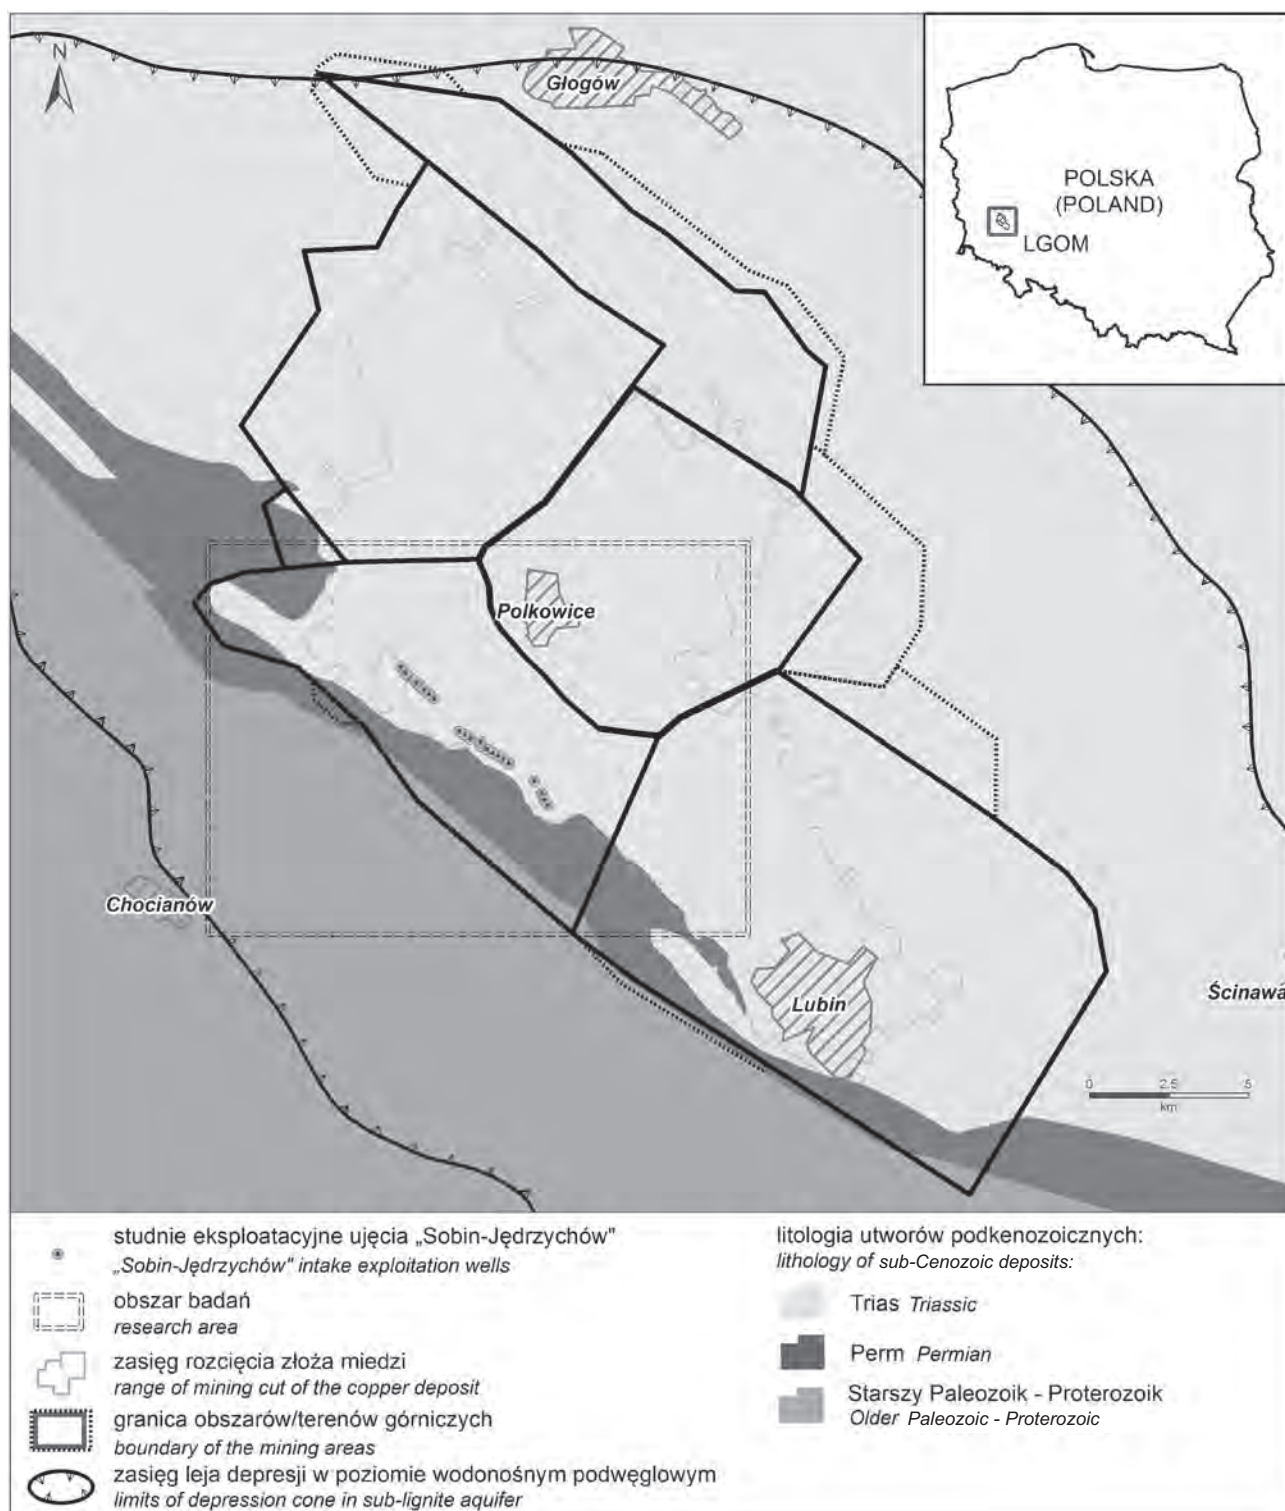 N
Głogów
POLSKA
(POLAND)
LGOM
Polkowice
Chocianów
Lubin
Ścinawa
0 2.5 5
km
studnie eksploatacyjne ujęcia „Sobin-Jędrzychów"
„Sobin-Jędrzychów" intake exploitation wells
obszar badań
research area
zasięg rozcięcia złoża miedzi
range of mining cut of the copper deposit
granica obszarów/terenów górniczych
boundary of the mining areas
zasięg leja depresji w poziomie wodonośnym podwęglowym
limits of depression cone in sub-lignite aquifer
litologia utworów podkenozoicznych:
lithology of sub-Cenozoic deposits:
Trias Triassic
Perm Permian
Starszy Paleozoik - Proterozoik
Older Paleozoic - Proterozoic